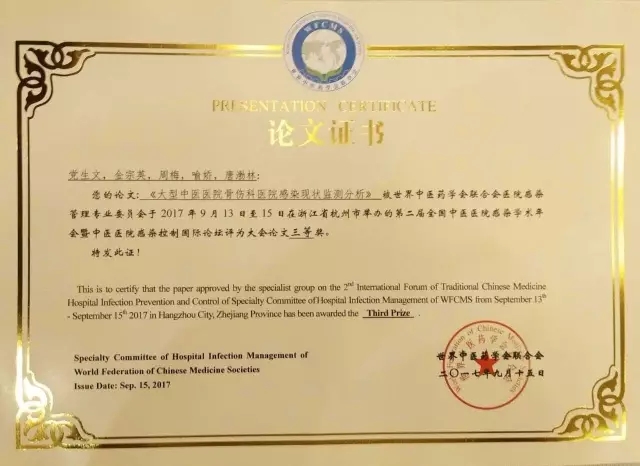 WFCMS
PRESENTATION CERTIFICATE
论文证书
党生文，金宗英，周梅，喻娇，唐渤林：
您的论文：《大型中医医院骨伤科医院感染现状监测分析》被世界中医药学会联合会医院感染
管理专业委员会于 2017 年 9 月 13 日至 15 日在浙江省杭州市举办的第二届全国中医医院感染学术年
会暨中医医院感染控制国际论坛评为大会论文三等奖。
特发此证！
This is to certify that the paper approved by the specialist group on the 2nd International Forum of Traditional Chinese Medicine
Hospital Infection Prevention and Control of Specialty Committee of Hospital Infection Management of WFCMS from September 13th
- September 15th 2017 in Hangzhou City, Zhejiang Province has been awarded the Third Prize .
Specialty Committee of Hospital Infection Management of
World Federation of Chinese Medicine Societies
Issue Date: Sep. 15, 2017
世界中医药学会联合会
二〇一七年九月十五日